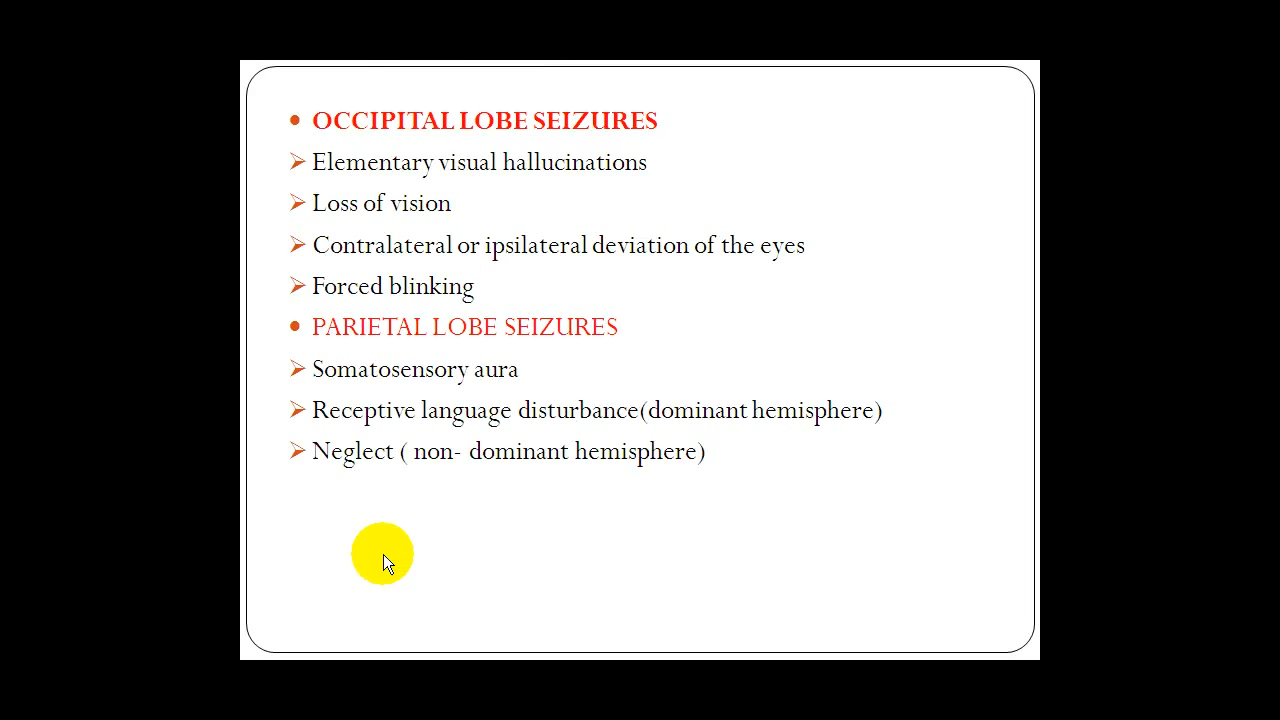 OCCIPITAL LOBE SEIZURES
Elementary visual hallucinations
Loss of vision
Contralateral or ipsilateral deviation of the eyes
Forced blinking
PARIETAL LOBE SEIZURES
Somatosensory aura
Receptive language disturbance(dominant hemisphere)
Neglect ( non- dominant hemisphere)